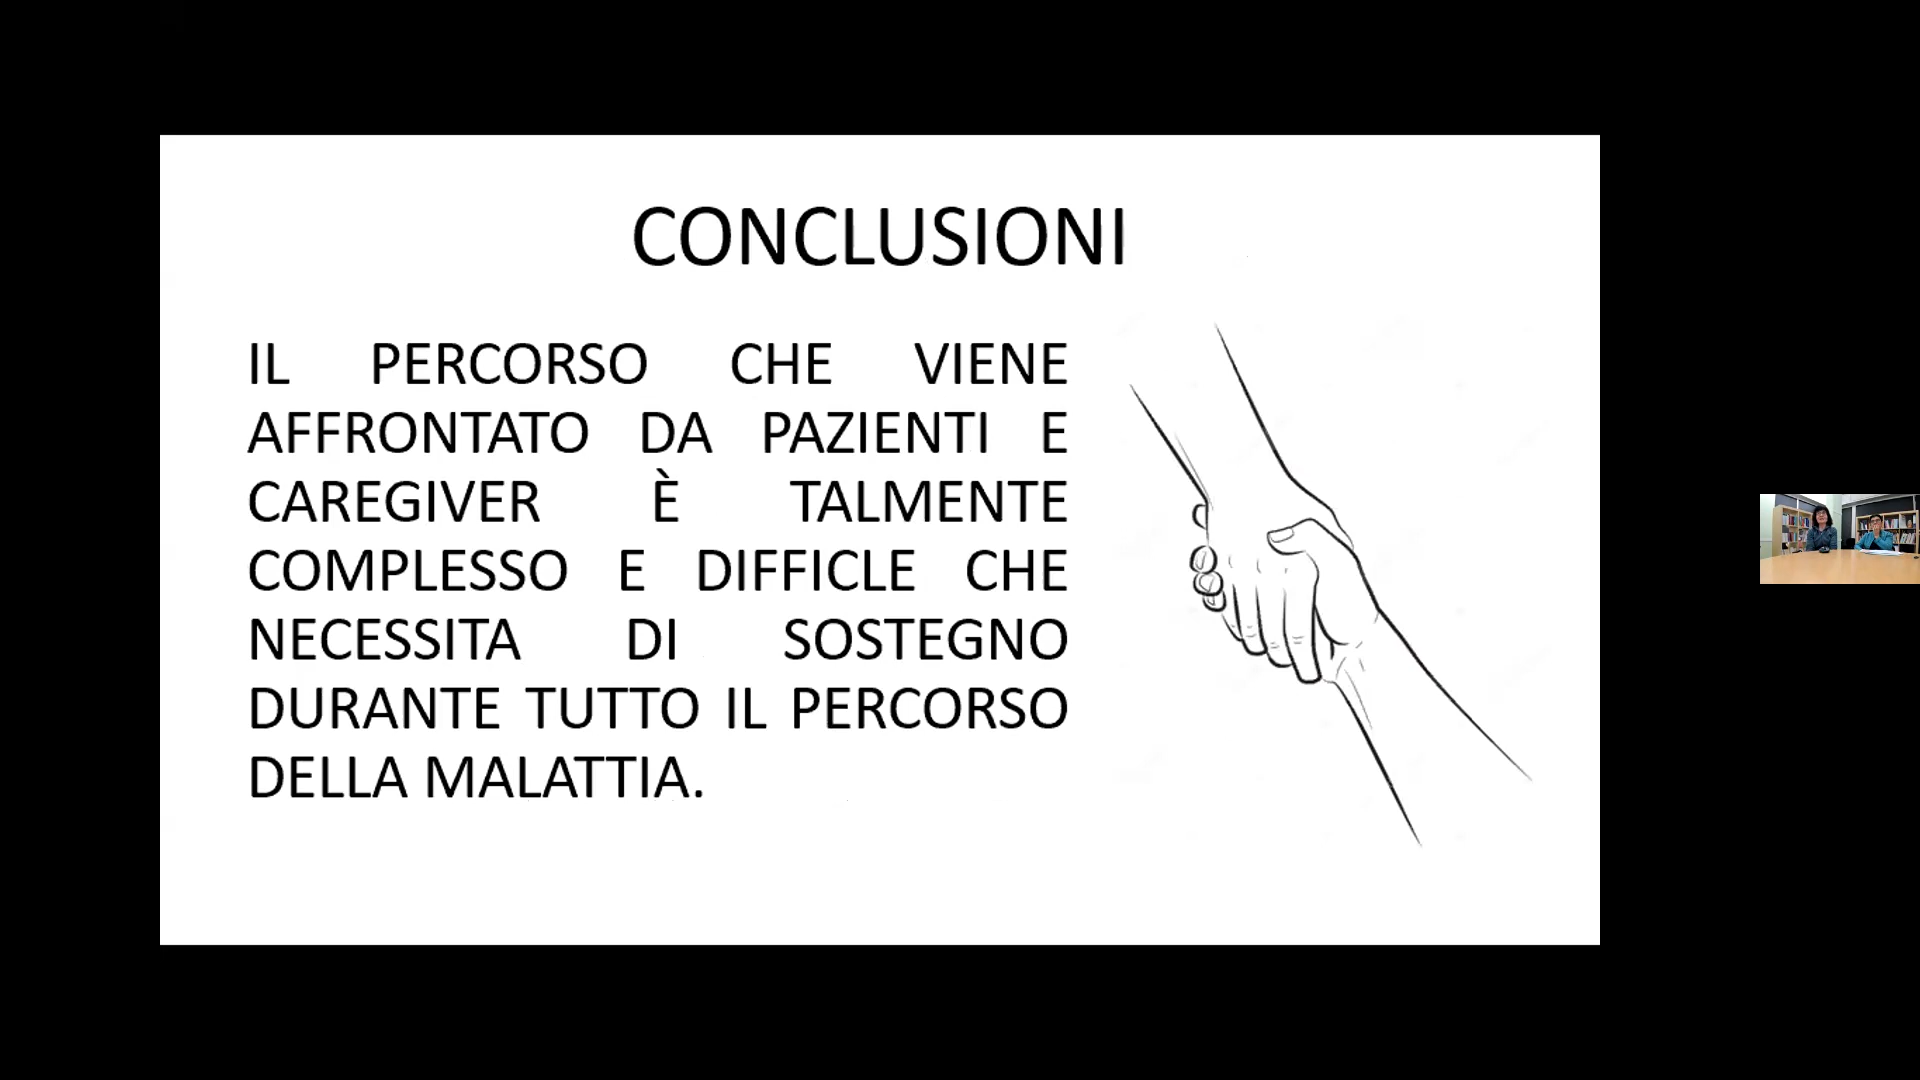 CONCLUSIONI
IL PERCORSO CHE VIENE
AFFRONTATO DA PAZIENTI E
CAREGIVER È TALMENTE
COMPLESSO E DIFFICLE CHE
NECESSITA DI SOSTEGNO
DURANTE TUTTO IL PERCORSO
DELLA MALATTIA.